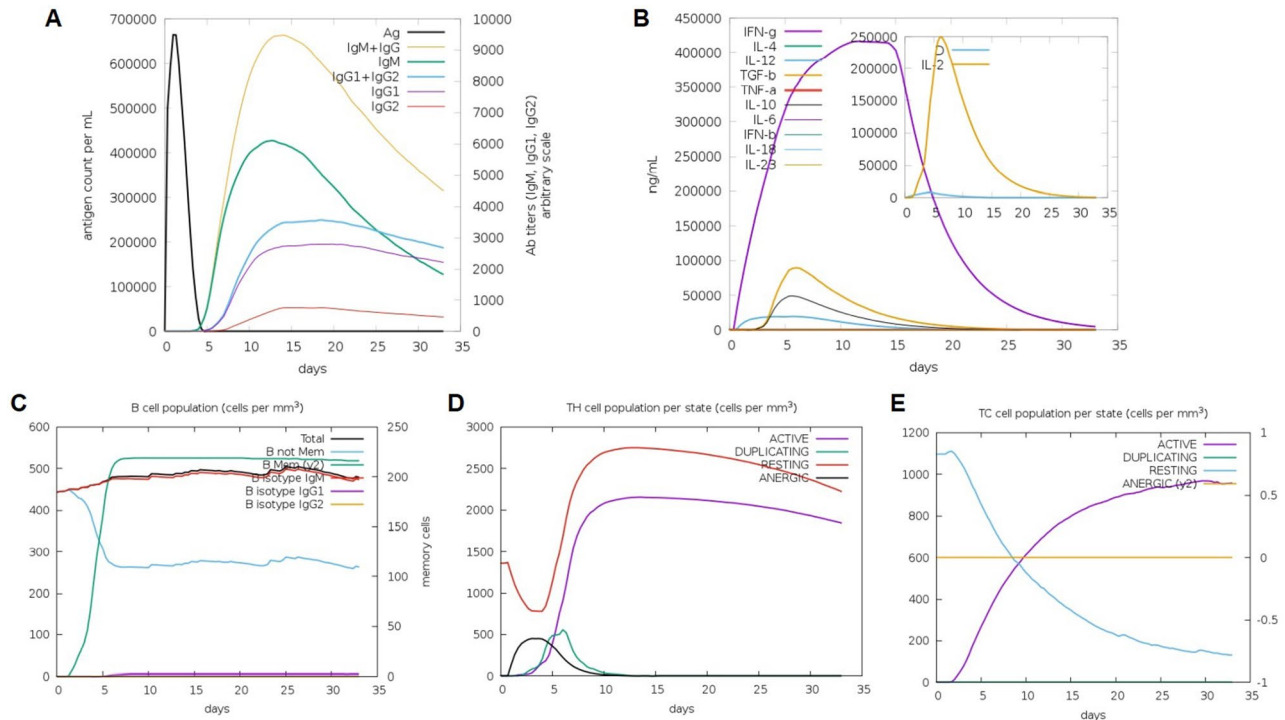 A
antigen count per mL
700000
600000
500000
400000
300000
200000
100000
0
10000
9000
8000
7000
6000
5000
4000
3000
2000
1000
0
Ab titers (IgM, IgG1, IgG2)
arbitrary scale
Ag
IgM+IgG
IgM
IgG1+IgG2
IgG1
IgG2
0 5 10 15 20 25 30 35
days
B
ng/mL
450000
400000
350000
300000
250000
200000
150000
100000
50000
0
IFN-g
IL-4
IL-12
TGF-b
TNF-a
IL-10
IL-6
IFN-b
IL-18
IL-23
250000
200000
150000
100000
50000
0
D
IL-2
0 5 10 15 20 25 30 35
0 5 10 15 20 25 30 35
days
C
B cell population (cells per mm³)
600
500
400
300
200
100
0
250
200
150
100
50
0
memory cells
Total
B not Mem
B Mem (y2)
B isotype IgM
B isotype IgG1
B isotype IgG2
0 5 10 15 20 25 30 35
days
D
TH cell population per state (cells per mm³)
3000
2500
2000
1500
1000
500
0
ACTIVE
DUPLICATING
RESTING
ANERGIC
0 5 10 15 20 25 30 35
days
E
TC cell population per state (cells per mm³)
1200
1000
800
600
400
200
0
1
0.5
0
-0.5
-1
ACTIVE
DUPLICATING
RESTING
ANERGIC (y2)
0 5 10 15 20 25 30 35
days